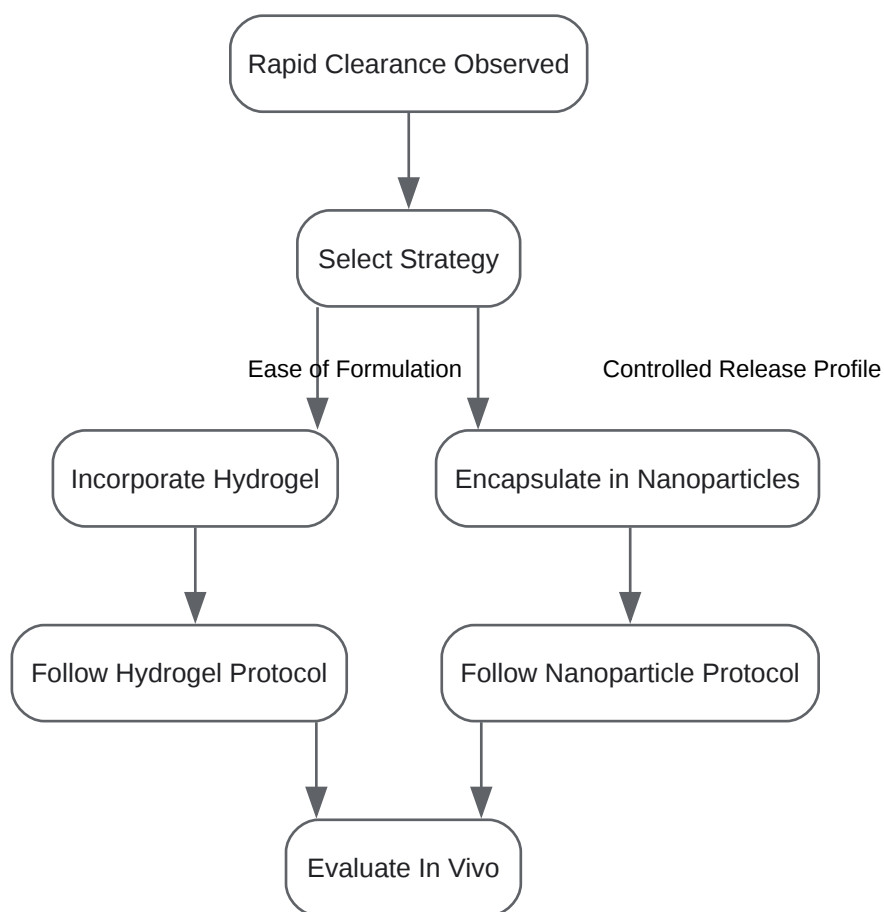 Rapid Clearance Observed
Select Strategy
Ease of Formulation
Controlled Release Profile
Incorporate Hydrogel
Encapsulate in Nanoparticles
Follow Hydrogel Protocol
Follow Nanoparticle Protocol
Evaluate In Vivo